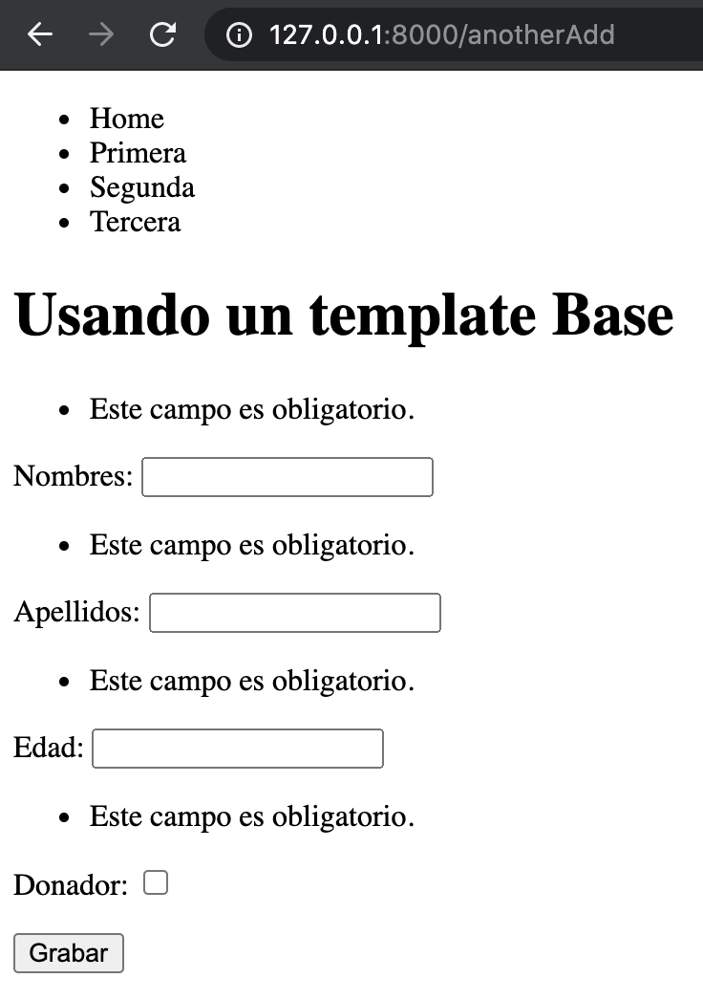 127.0.0.1:8000/anotherAdd
Home
Primera
Segunda
Tercera
Usando un template Base
Este campo es obligatorio.
Nombres:
Este campo es obligatorio.
Apellidos:
Este campo es obligatorio.
Edad:
Este campo es obligatorio.
Donador:
Grabar